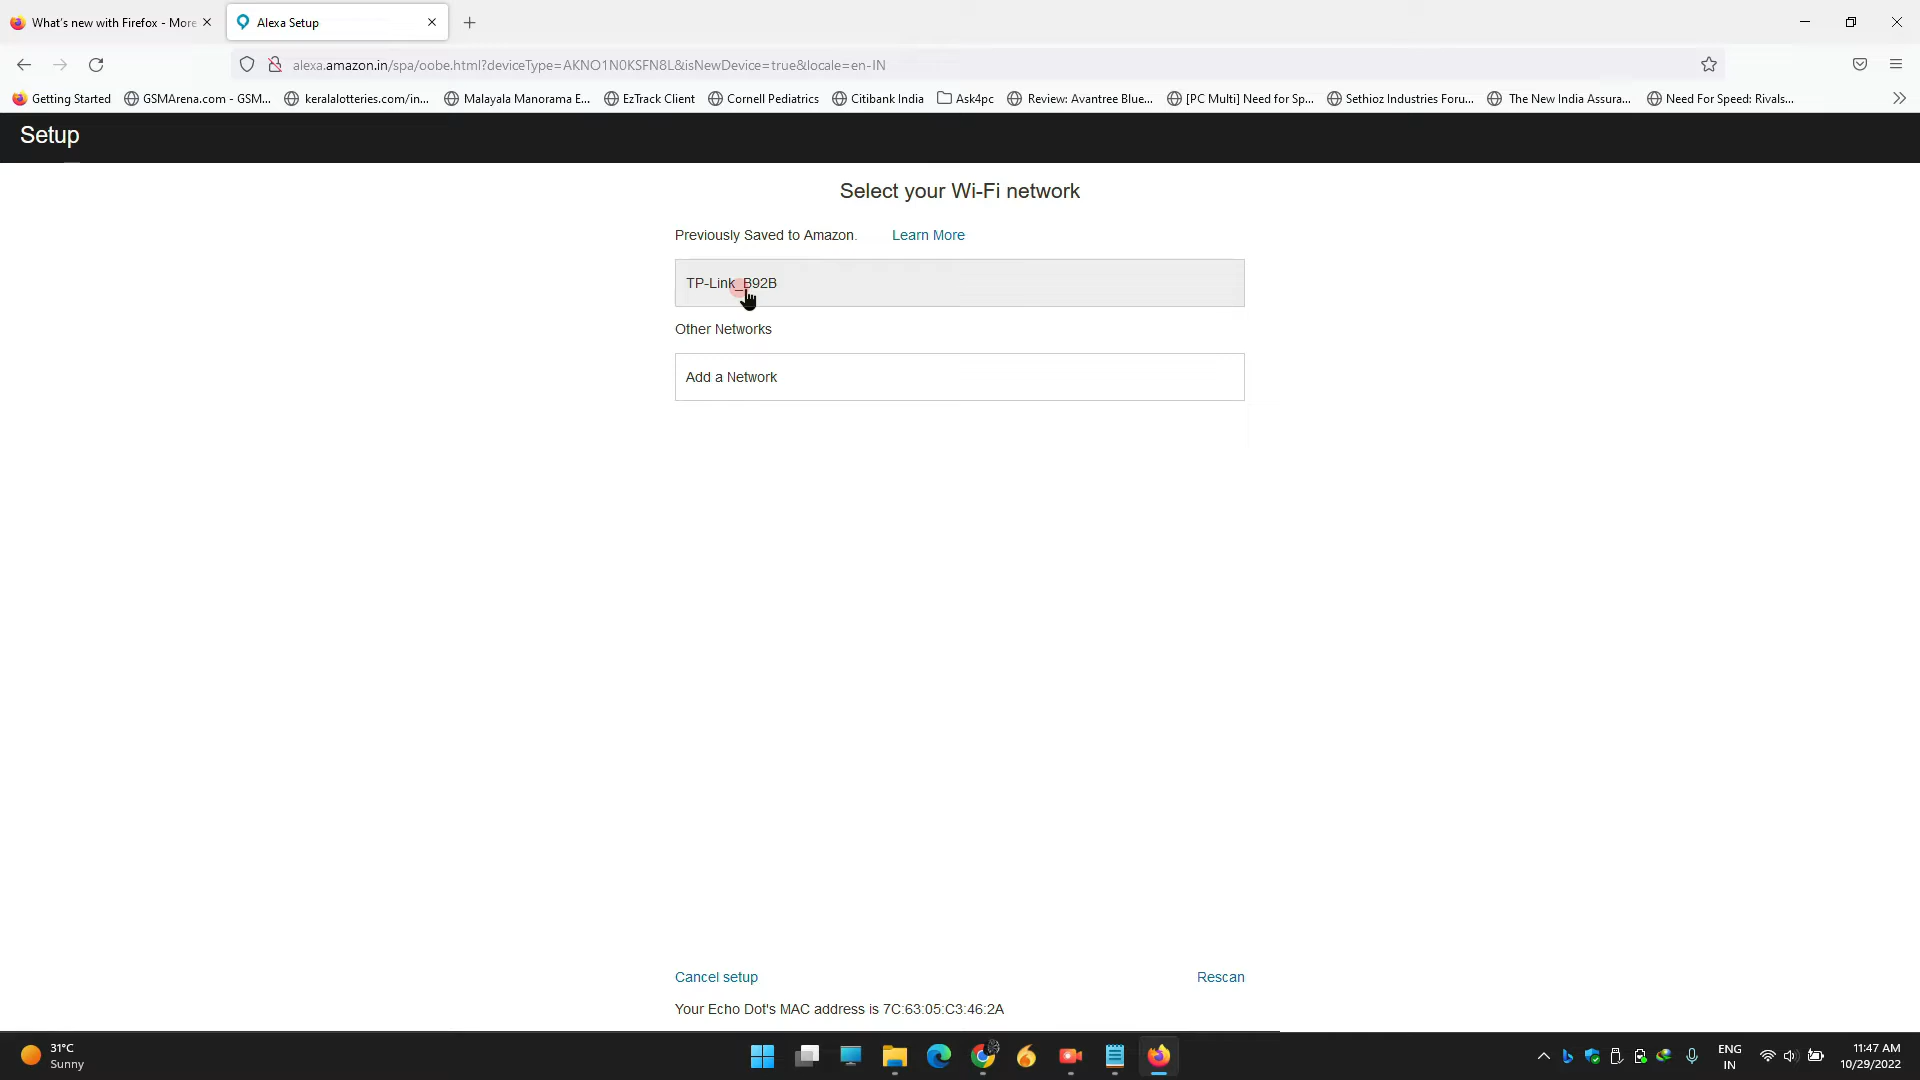 What's new with Firefox - More
Alexa Setup
alexa.amazon.in/spa/oobe.html?deviceType=AKNO1N0KSFN8L&isNewDevice=true&locale=en-IN
Getting Started
GSMArena.com - GSM...
keralalotteries.com/in...
Malayala Manorama E...
EzTrack Client
Cornell Pediatrics
Citibank India
Ask4pc
Review: Avantree Blue...
[PC Multi] Need for Sp...
Sethioz Industries Foru...
The New India Assura...
Need For Speed: Rivals...
Setup
Select your Wi-Fi network
Previously Saved to Amazon. Learn More
TP-Link_B92B
Other Networks
Add a Network
Cancel setup Rescan
Your Echo Dot's MAC address is 7C:63:05:C3:46:2A
31°C
Sunny
ENG
IN
11:47 AM
10/29/2022